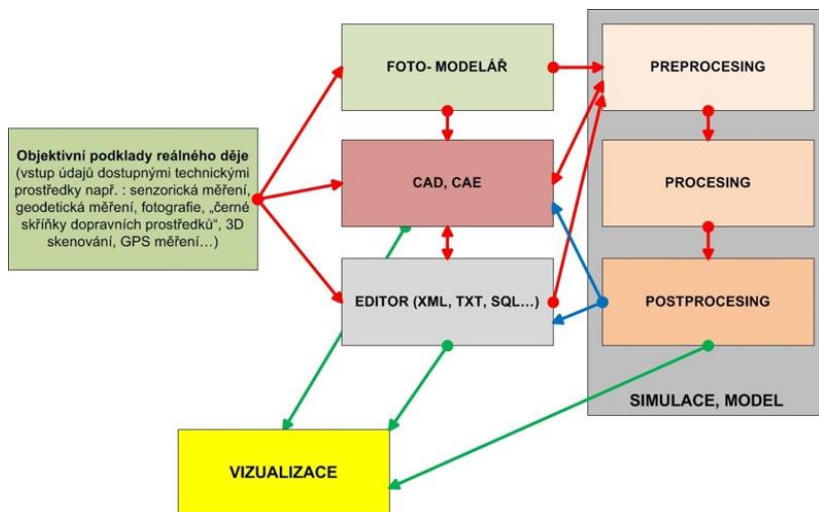 FOTO- MODELÁŘ
PREPROCESING
Objektivní podklady reálného děje
(vstup údajů dostupnými technickými
prostředky např. : senzorická měření,
geodetická měření, fotografie, „černé
skříňky dopravních prostředků“, 3D
skenování, GPS měření…)
CAD, CAE
PROCESING
EDITOR (XML, TXT, SQL…)
POSTPROCESING
SIMULACE, MODEL
VIZUALIZACE